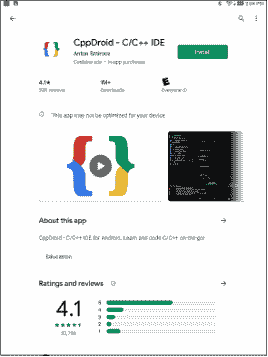 CppDroid - C/C++ IDE
Anton Smirnov
Contains ads · In-app purchases
Install
4.1★
1M+
Downloads
Everyone
This app may not be optimized for your device
About this app
CppDroid - C/C++ IDE for Android. Learn and code C/C++ on-the-go!
Education
Ratings and reviews
4.1
5
4
3
2
1